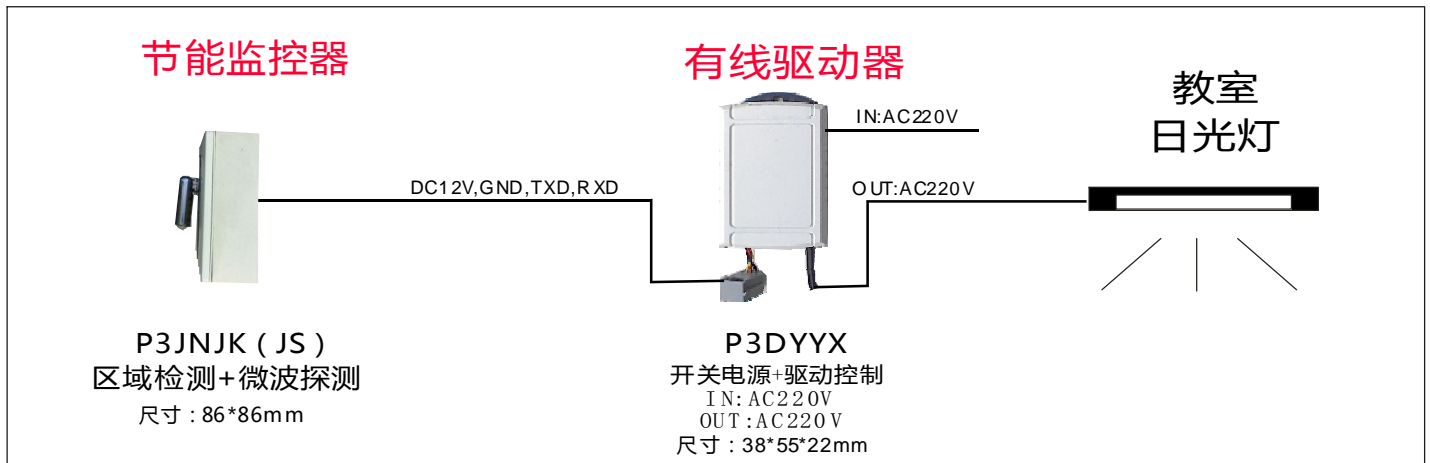 节能监控器
有线驱动器
教室
日光灯
IN:AC220V
DC12V,GND,TXD,RXD
OUT:AC220V
P3JNJK（JS）
区域检测+微波探测
尺寸：86*86mm
P3DYYX
开关电源+驱动控制
IN:AC220V
OUT:AC220V
尺寸：38*55*22mm